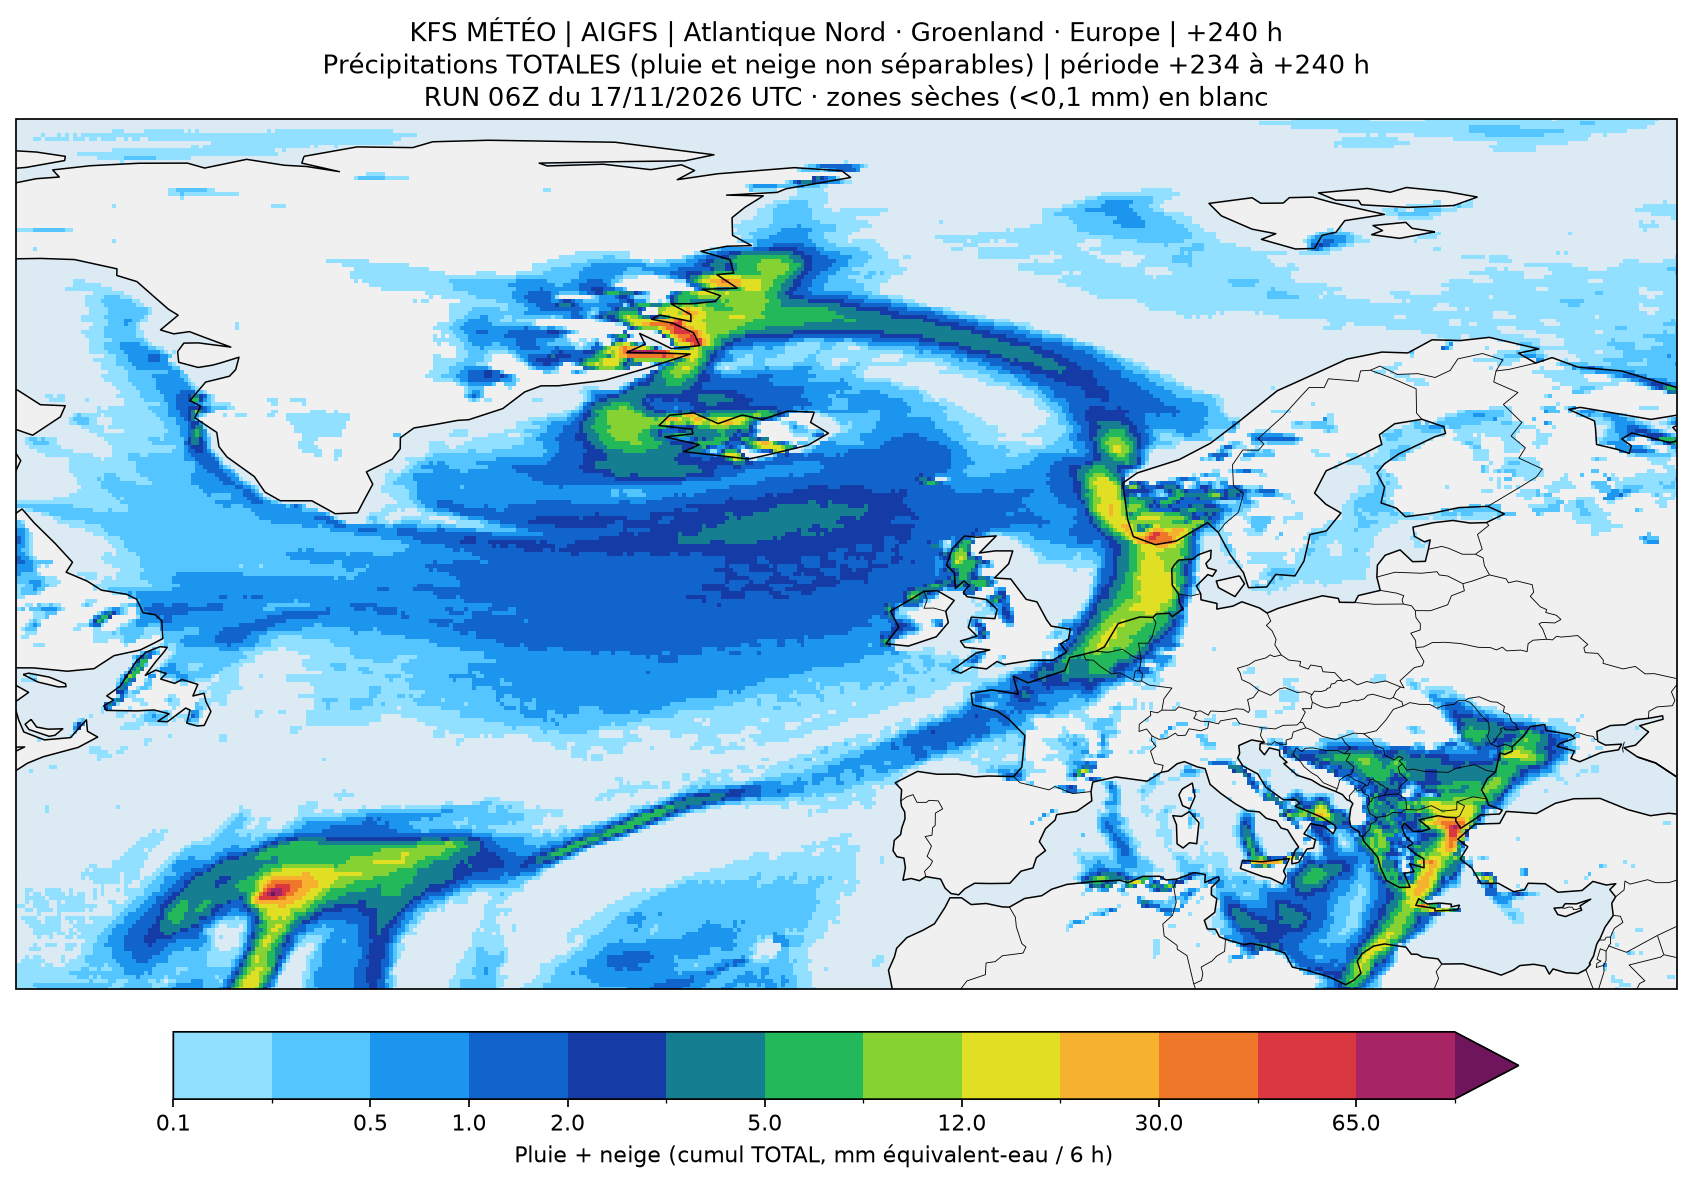 KFS MÉTÉO | AIGFS | Atlantique Nord · Groenland · Europe | +240 h
Précipitations TOTALES (pluie et neige non séparables) | période +234 à +240 h
RUN 06Z du 17/11/2026 UTC · zones sèches (<0,1 mm) en blanc
0.1 0.5 1.0 2.0 5.0 12.0 30.0 65.0
Pluie + neige (cumul TOTAL, mm équivalent-eau / 6 h)